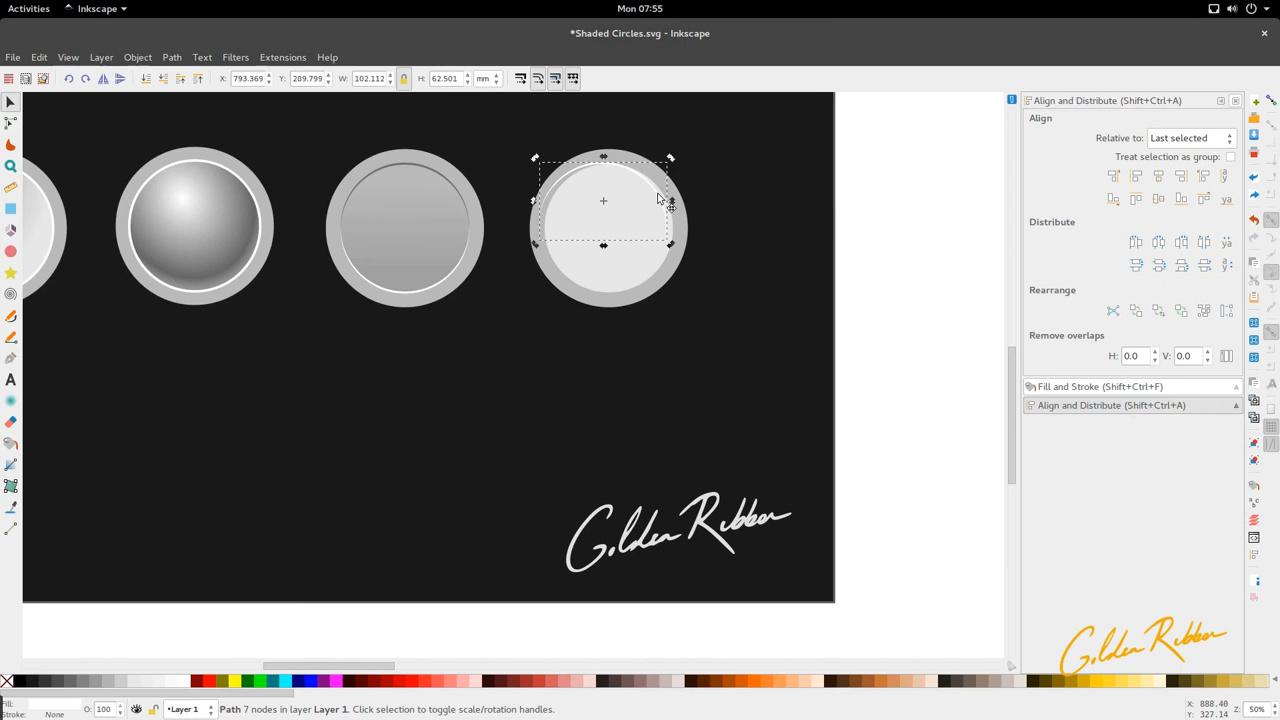 Activities
Inkscape
Mon 07:55
*Shaded Circles.svg - Inkscape
File Edit View Layer Object Path Text Filters Extensions Help
X: 793.369 Y: 289.799 W: 102.112 H: 62.501 mm
Align and Distribute (Shift+Ctrl+A)
Align
Relative to: Last selected
Treat selection as group:
Distribute
Rearrange
Remove overlaps
H: 0.0 V: 0.0
Fill and Stroke (Shift+Ctrl+F)
Align and Distribute (Shift+Ctrl+A)
Golden Rubber
Golden Rubber
Fill:
Stroke: None
O: 100
•Layer 1
Path 7 nodes in layer Layer 1. Click selection to toggle scale/rotation handles.
X: 888.40
Y: 327.14
Z: 50%